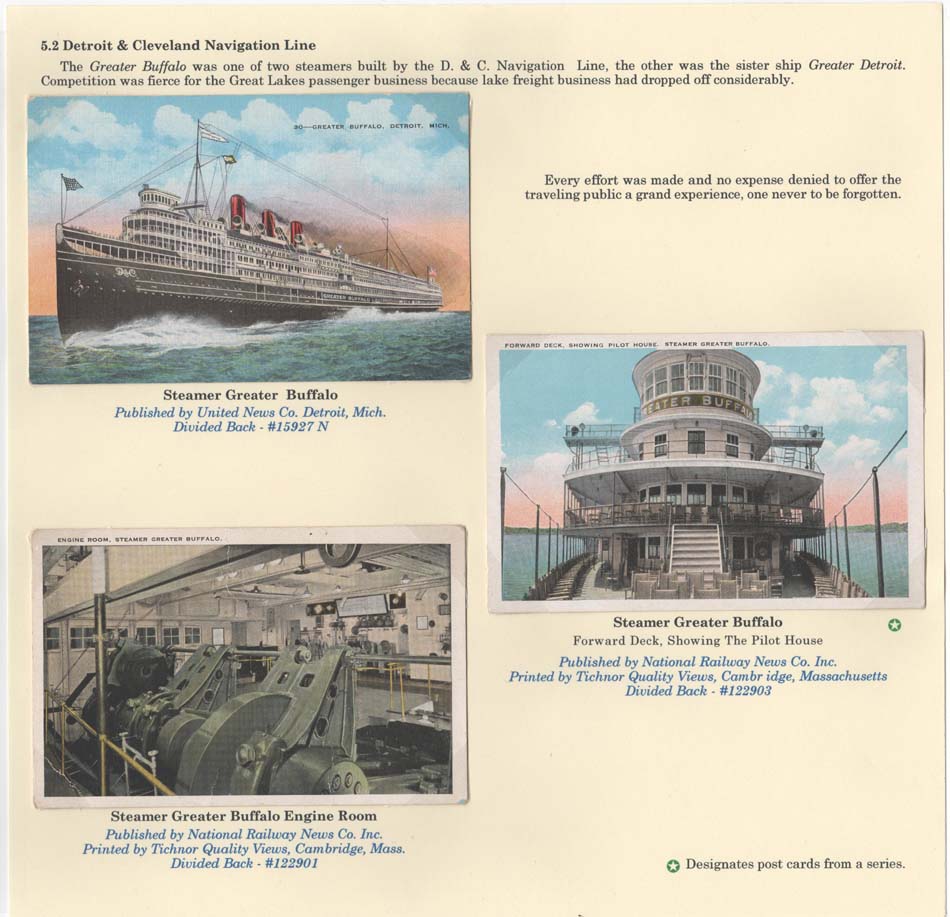 5.2 Detroit & Cleveland Navigation Line
The Greater Buffalo was one of two steamers built by the D. & C. Navigation Line, the other was the sister ship Greater Detroit.
Competition was fierce for the Great Lakes passenger business because lake freight business had dropped off considerably.
30—GREATER BUFFALO, DETROIT, MICH.
D&C
GREATER BUFFALO
Every effort was made and no expense denied to offer the
traveling public a grand experience, one never to be forgotten.
Steamer Greater Buffalo
Published by United News Co. Detroit, Mich.
Divided Back - #15927 N
FORWARD DECK, SHOWING PILOT HOUSE, STEAMER GREATER BUFFALO.
EATER BUFFAL
Steamer Greater Buffalo
Forward Deck, Showing The Pilot House
Published by National Railway News Co. Inc.
Printed by Tichnor Quality Views, Cambr idge, Massachusetts
Divided Back - #122903
ENGINE ROOM, STEAMER GREATER BUFFALO.
Steamer Greater Buffalo Engine Room
Published by National Railway News Co. Inc.
Printed by Tichnor Quality Views, Cambridge, Mass.
Divided Back - #122901
Designates post cards from a series.